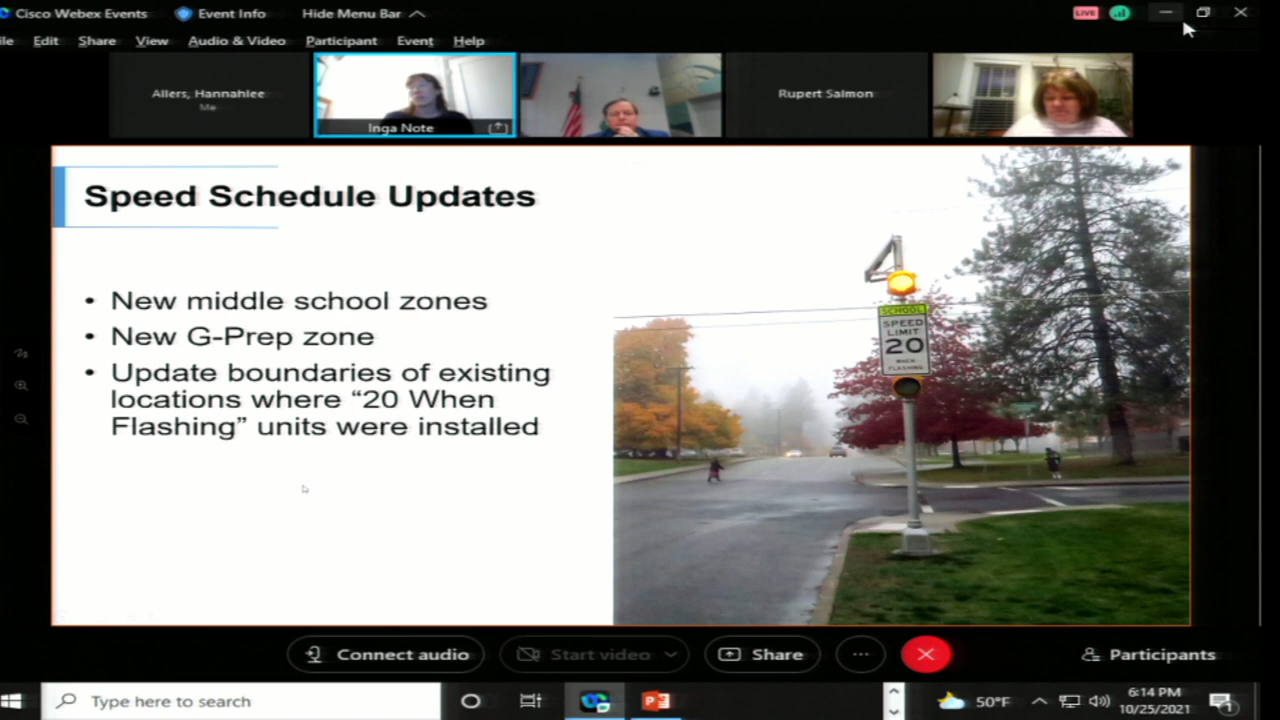 Cisco Webex Events
Event Info
Hide Menu Bar
LIVE
ile Edit Share View Audio & Video Participant Event Help
Allers, Hannahlee
Me
Inga Note
Rupert Salmon
Speed Schedule Updates
• New middle school zones
• New G-Prep zone
• Update boundaries of existing
locations where “20 When
Flashing” units were installed
SCHOOL
SPEED
LIMIT
20
WHEN
FLASHING
Connect audio
Start video
Share
Participants
Type here to search
50°F
6:14 PM
10/25/2021
1